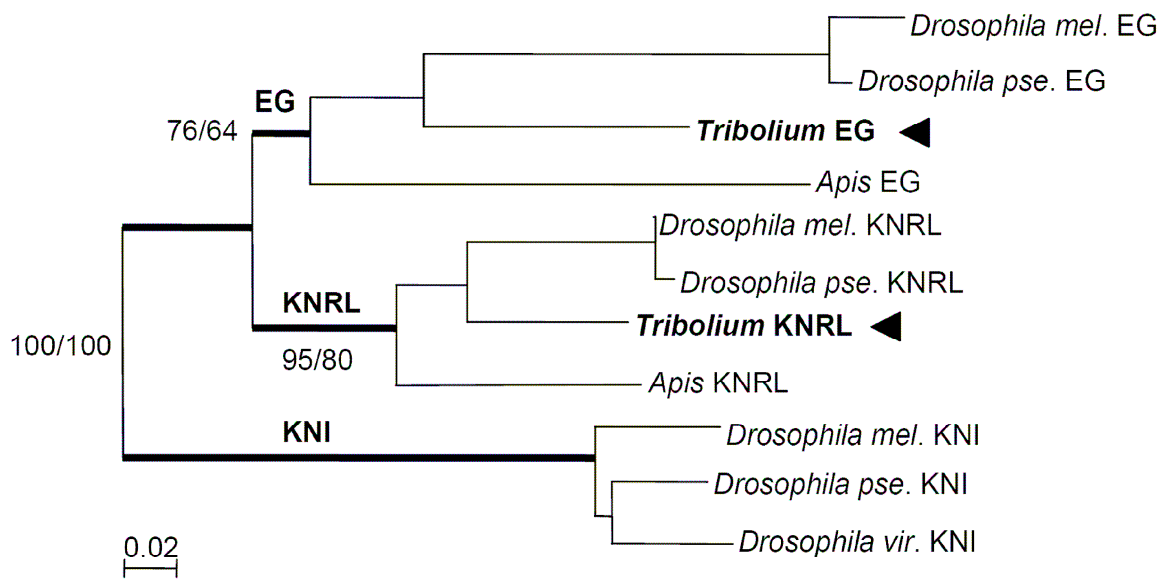 Drosophila mel. EG
Drosophila pse. EG
EG
76/64
Tribolium EG
Apis EG
Drosophila mel. KNRL
Drosophila pse. KNRL
KNRL
Tribolium KNRL
100/100
95/80
Apis KNRL
KNI
Drosophila mel. KNI
Drosophila pse. KNI
Drosophila vir. KNI
0.02